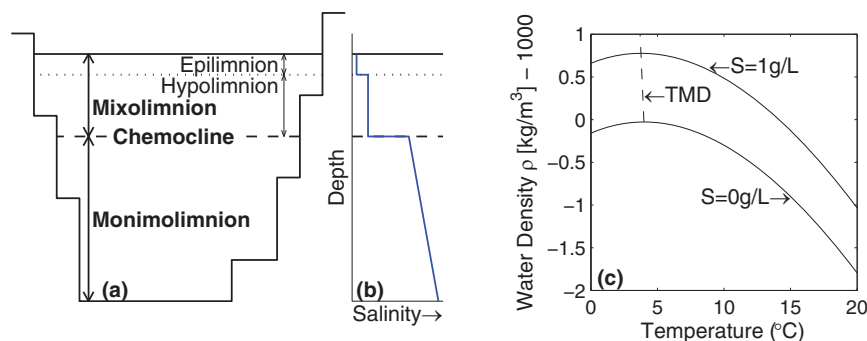 Epilimnion
Hypolimnion
Mixolimnion
Chemocline
Monimolimnion
(a)
Depth
(b)
Salinity→
Water Density ρ [kg/m³] − 1000
1
0.5
0
−0.5
−1
−1.5
−2
←S=1g/L
←TMD
S=0g/L→
(c)
0 5 10 15 20
Temperature (°C)